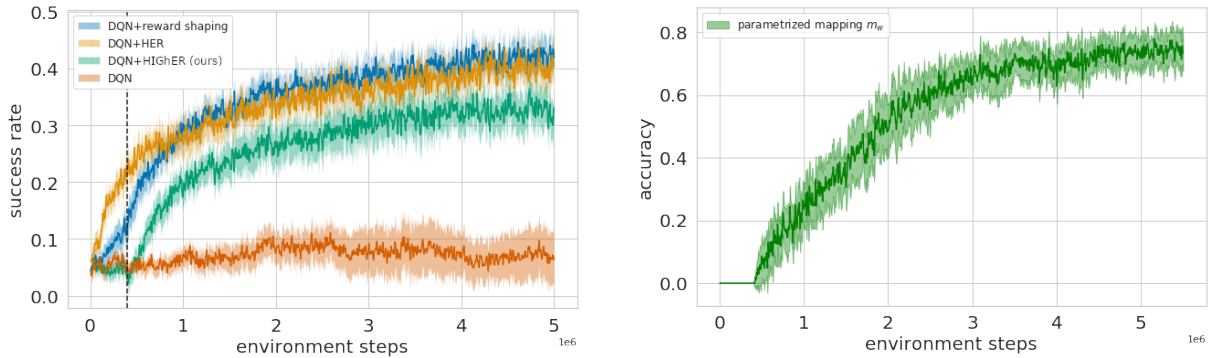 DQN+reward shaping
DQN+HER
DQN+HIGhER (ours)
DQN
success rate
0.5
0.4
0.3
0.2
0.1
0.0
0 1 2 3 4 5
1e6
environment steps
parametrized mapping m_w
accuracy
0.8
0.6
0.4
0.2
0.0
0 1 2 3 4 5
1e6
environment steps